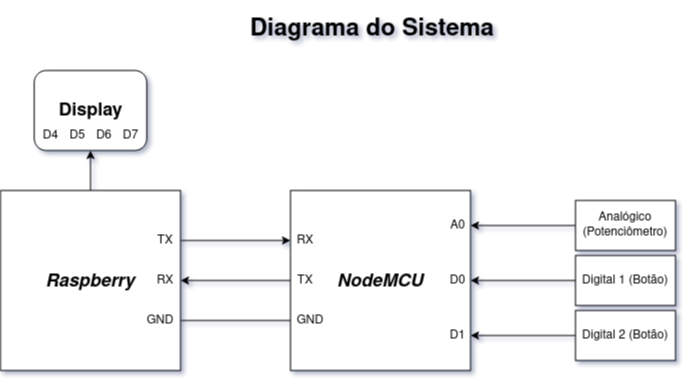 Diagrama do Sistema
Display
D4 D5 D6 D7
Raspberry
TX
RX
GND
RX
TX
GND
NodeMCU
A0
D0
D1
Analógico
(Potenciômetro)
Digital 1 (Botão)
Digital 2 (Botão)